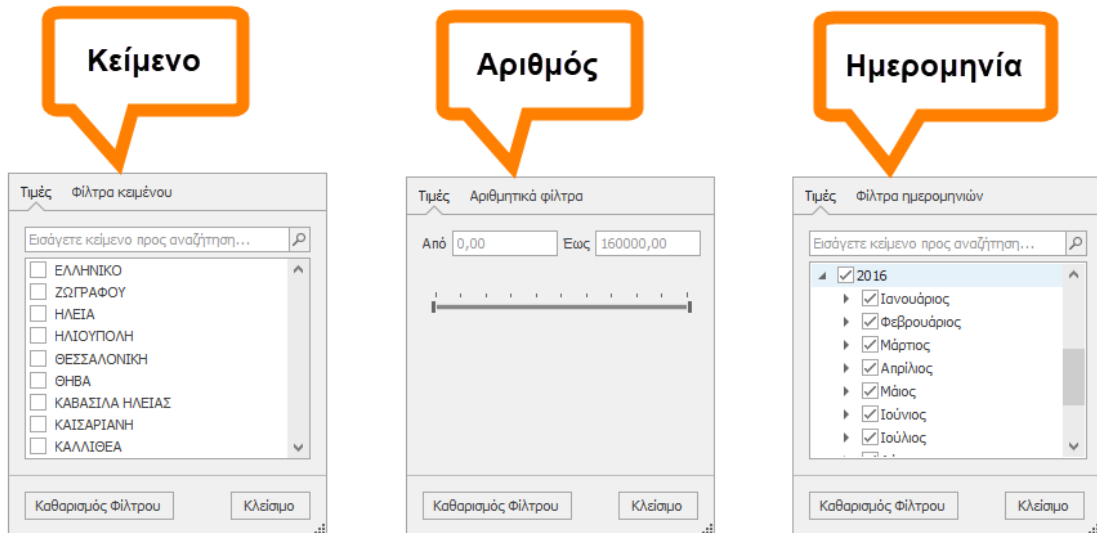 Κείμενο
Τιμές Φίλτρα κειμένου
Εισάγετε κείμενο προς αναζήτηση...
ΕΛΛΗΝΙΚΟ
ΖΩΓΡΑΦΟΥ
ΗΛΕΙΑ
ΗΛΙΟΥΠΟΛΗ
ΘΕΣΣΑΛΟΝΙΚΗ
ΘΗΒΑ
ΚΑΒΑΣΙΛΑ ΗΛΕΙΑΣ
ΚΑΙΣΑΡΙΑΝΗ
ΚΑΛΛΙΘΕΑ
Καθαρισμός Φίλτρου Κλείσιμο
Αριθμός
Τιμές Αριθμητικά φίλτρα
Από 0,00 Έως 160000,00
Καθαρισμός Φίλτρου Κλείσιμο
Ημερομηνία
Τιμές Φίλτρα ημερομηνιών
Εισάγετε κείμενο προς αναζήτηση...
2016
Ιανουάριος
Φεβρουάριος
Μάρτιος
Απρίλιος
Μάιος
Ιούνιος
Ιούλιος
Καθαρισμός Φίλτρου Κλείσιμο